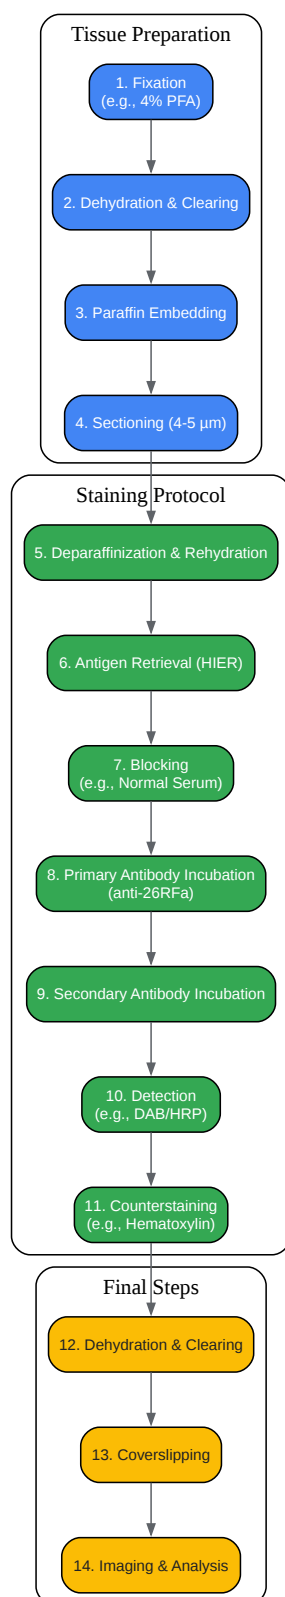 Tissue Preparation
1. Fixation
(e.g., 4% PFA)
2. Dehydration & Clearing
3. Paraffin Embedding
4. Sectioning (4-5 µm)
Staining Protocol
5. Deparaffinization & Rehydration
6. Antigen Retrieval (HIER)
7. Blocking
(e.g., Normal Serum)
8. Primary Antibody Incubation
(anti-26RFa)
9. Secondary Antibody Incubation
10. Detection
(e.g., DAB/HRP)
11. Counterstaining
(e.g., Hematoxylin)
Final Steps
12. Dehydration & Clearing
13. Coverslipping
14. Imaging & Analysis